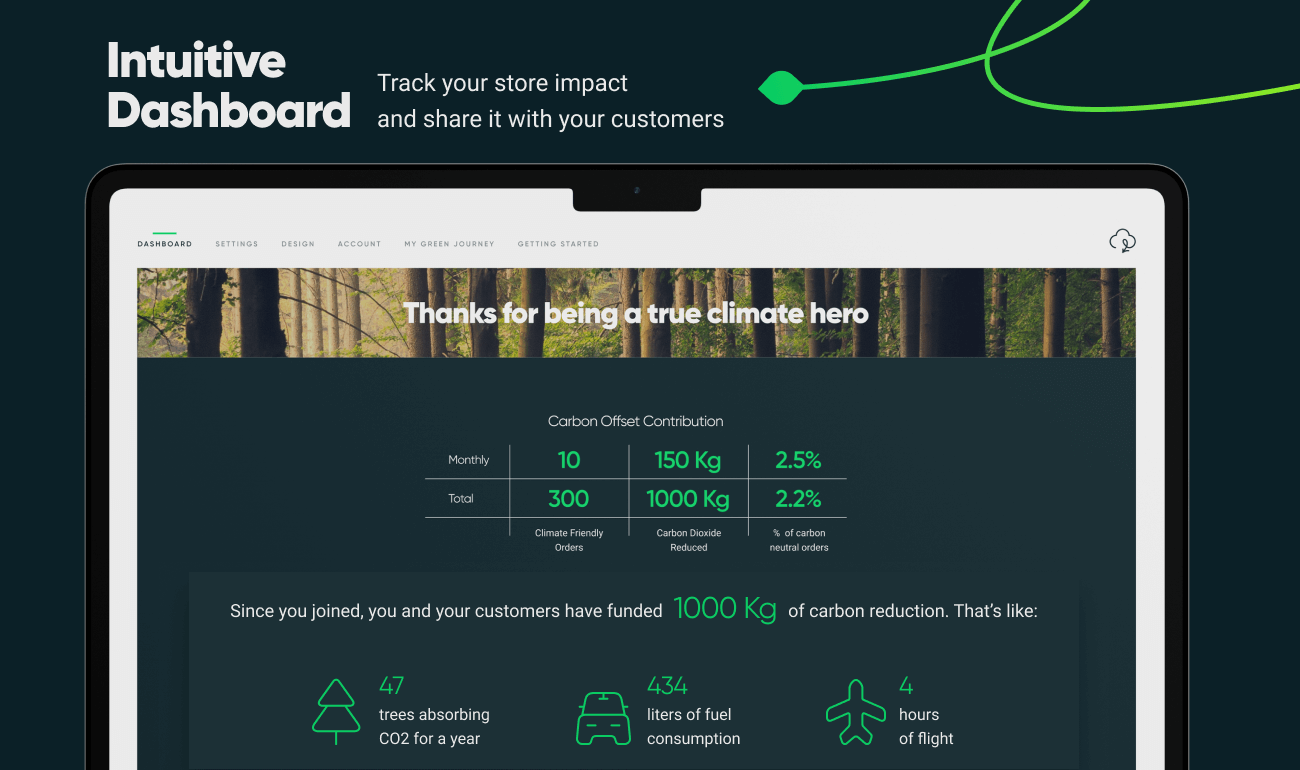 Intuitive
Dashboard
Track your store impact
and share it with your customers
DASHBOARD SETTINGS DESIGN ACCOUNT MY GREEN JOURNEY GETTING STARTED
Thanks for being a true climate hero
Carbon Offset Contribution
Monthly 10 150 Kg 2.5%
Total 300 1000 Kg 2.2%
Climate Friendly Carbon Dioxide % of carbon
Orders Reduced neutral orders
Since you joined, you and your customers have funded 1000 Kg of carbon reduction. That's like:
47 434 4
trees absorbing liters of fuel hours
CO2 for a year consumption of flight